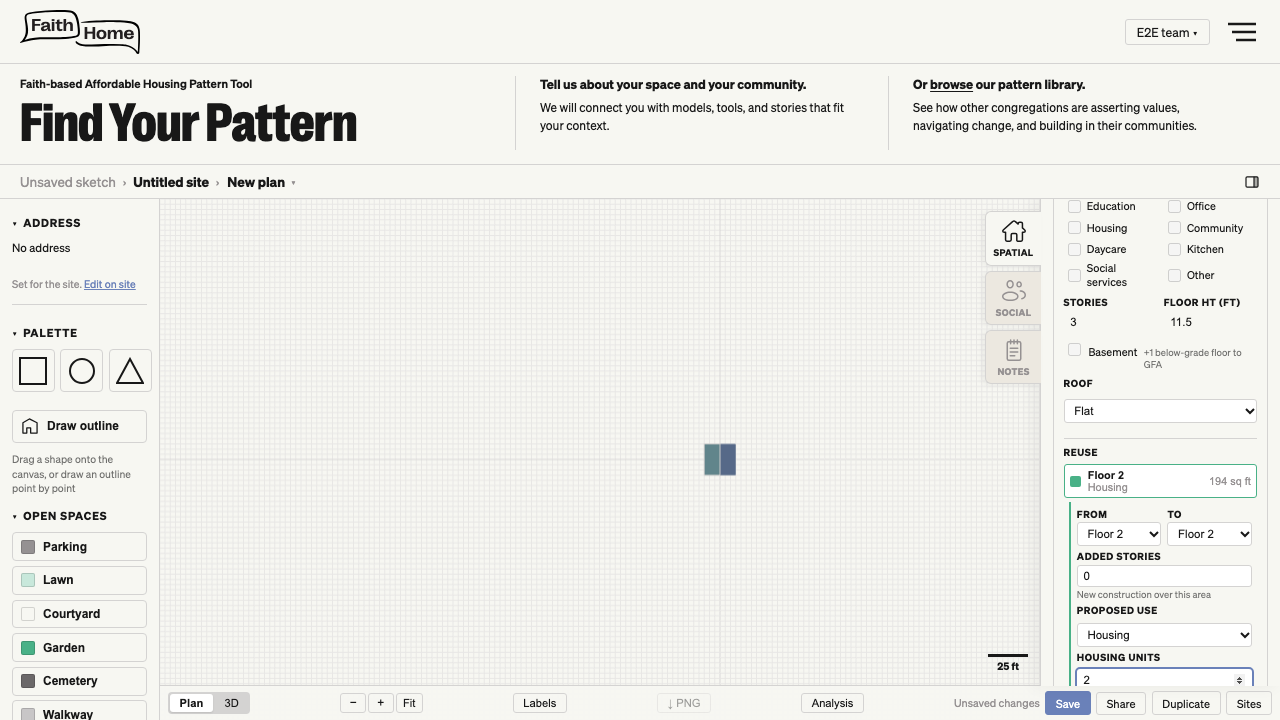 Faith
Home
E2E team ▾
Faith-based Affordable Housing Pattern Tool
Find Your Pattern
Tell us about your space and your community.
We will connect you with models, tools, and stories that fit
your context.
Or browse our pattern library.
See how other congregations are asserting values,
navigating change, and building in their communities.
Unsaved sketch › Untitled site › New plan ▾
▾ ADDRESS
No address
Set for the site. Edit on site
▾ PALETTE
Draw outline
Drag a shape onto the
canvas, or draw an outline
point by point
▾ OPEN SPACES
Parking
Lawn
Courtyard
Garden
Cemetery
Walkway
SPATIAL
SOCIAL
NOTES
25 ft
Education
Office
Housing
Community
Daycare
Kitchen
Social
services
Other
STORIES
FLOOR HT (FT)
3
11.5
Basement
+1 below-grade floor to
GFA
ROOF
Flat
REUSE
Floor 2
Housing
194 sq ft
FROM
TO
Floor 2
Floor 2
ADDED STORIES
0
New construction over this area
PROPOSED USE
Housing
HOUSING UNITS
2
Plan
3D
−
+
Fit
Labels
↓ PNG
Analysis
Unsaved changes
Save
Share
Duplicate
Sites